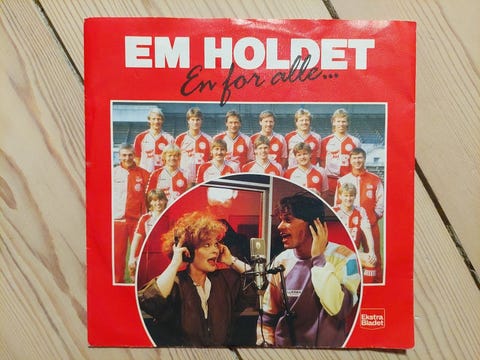 EM HOLDET
En for alle...
Ekstra
Bladet